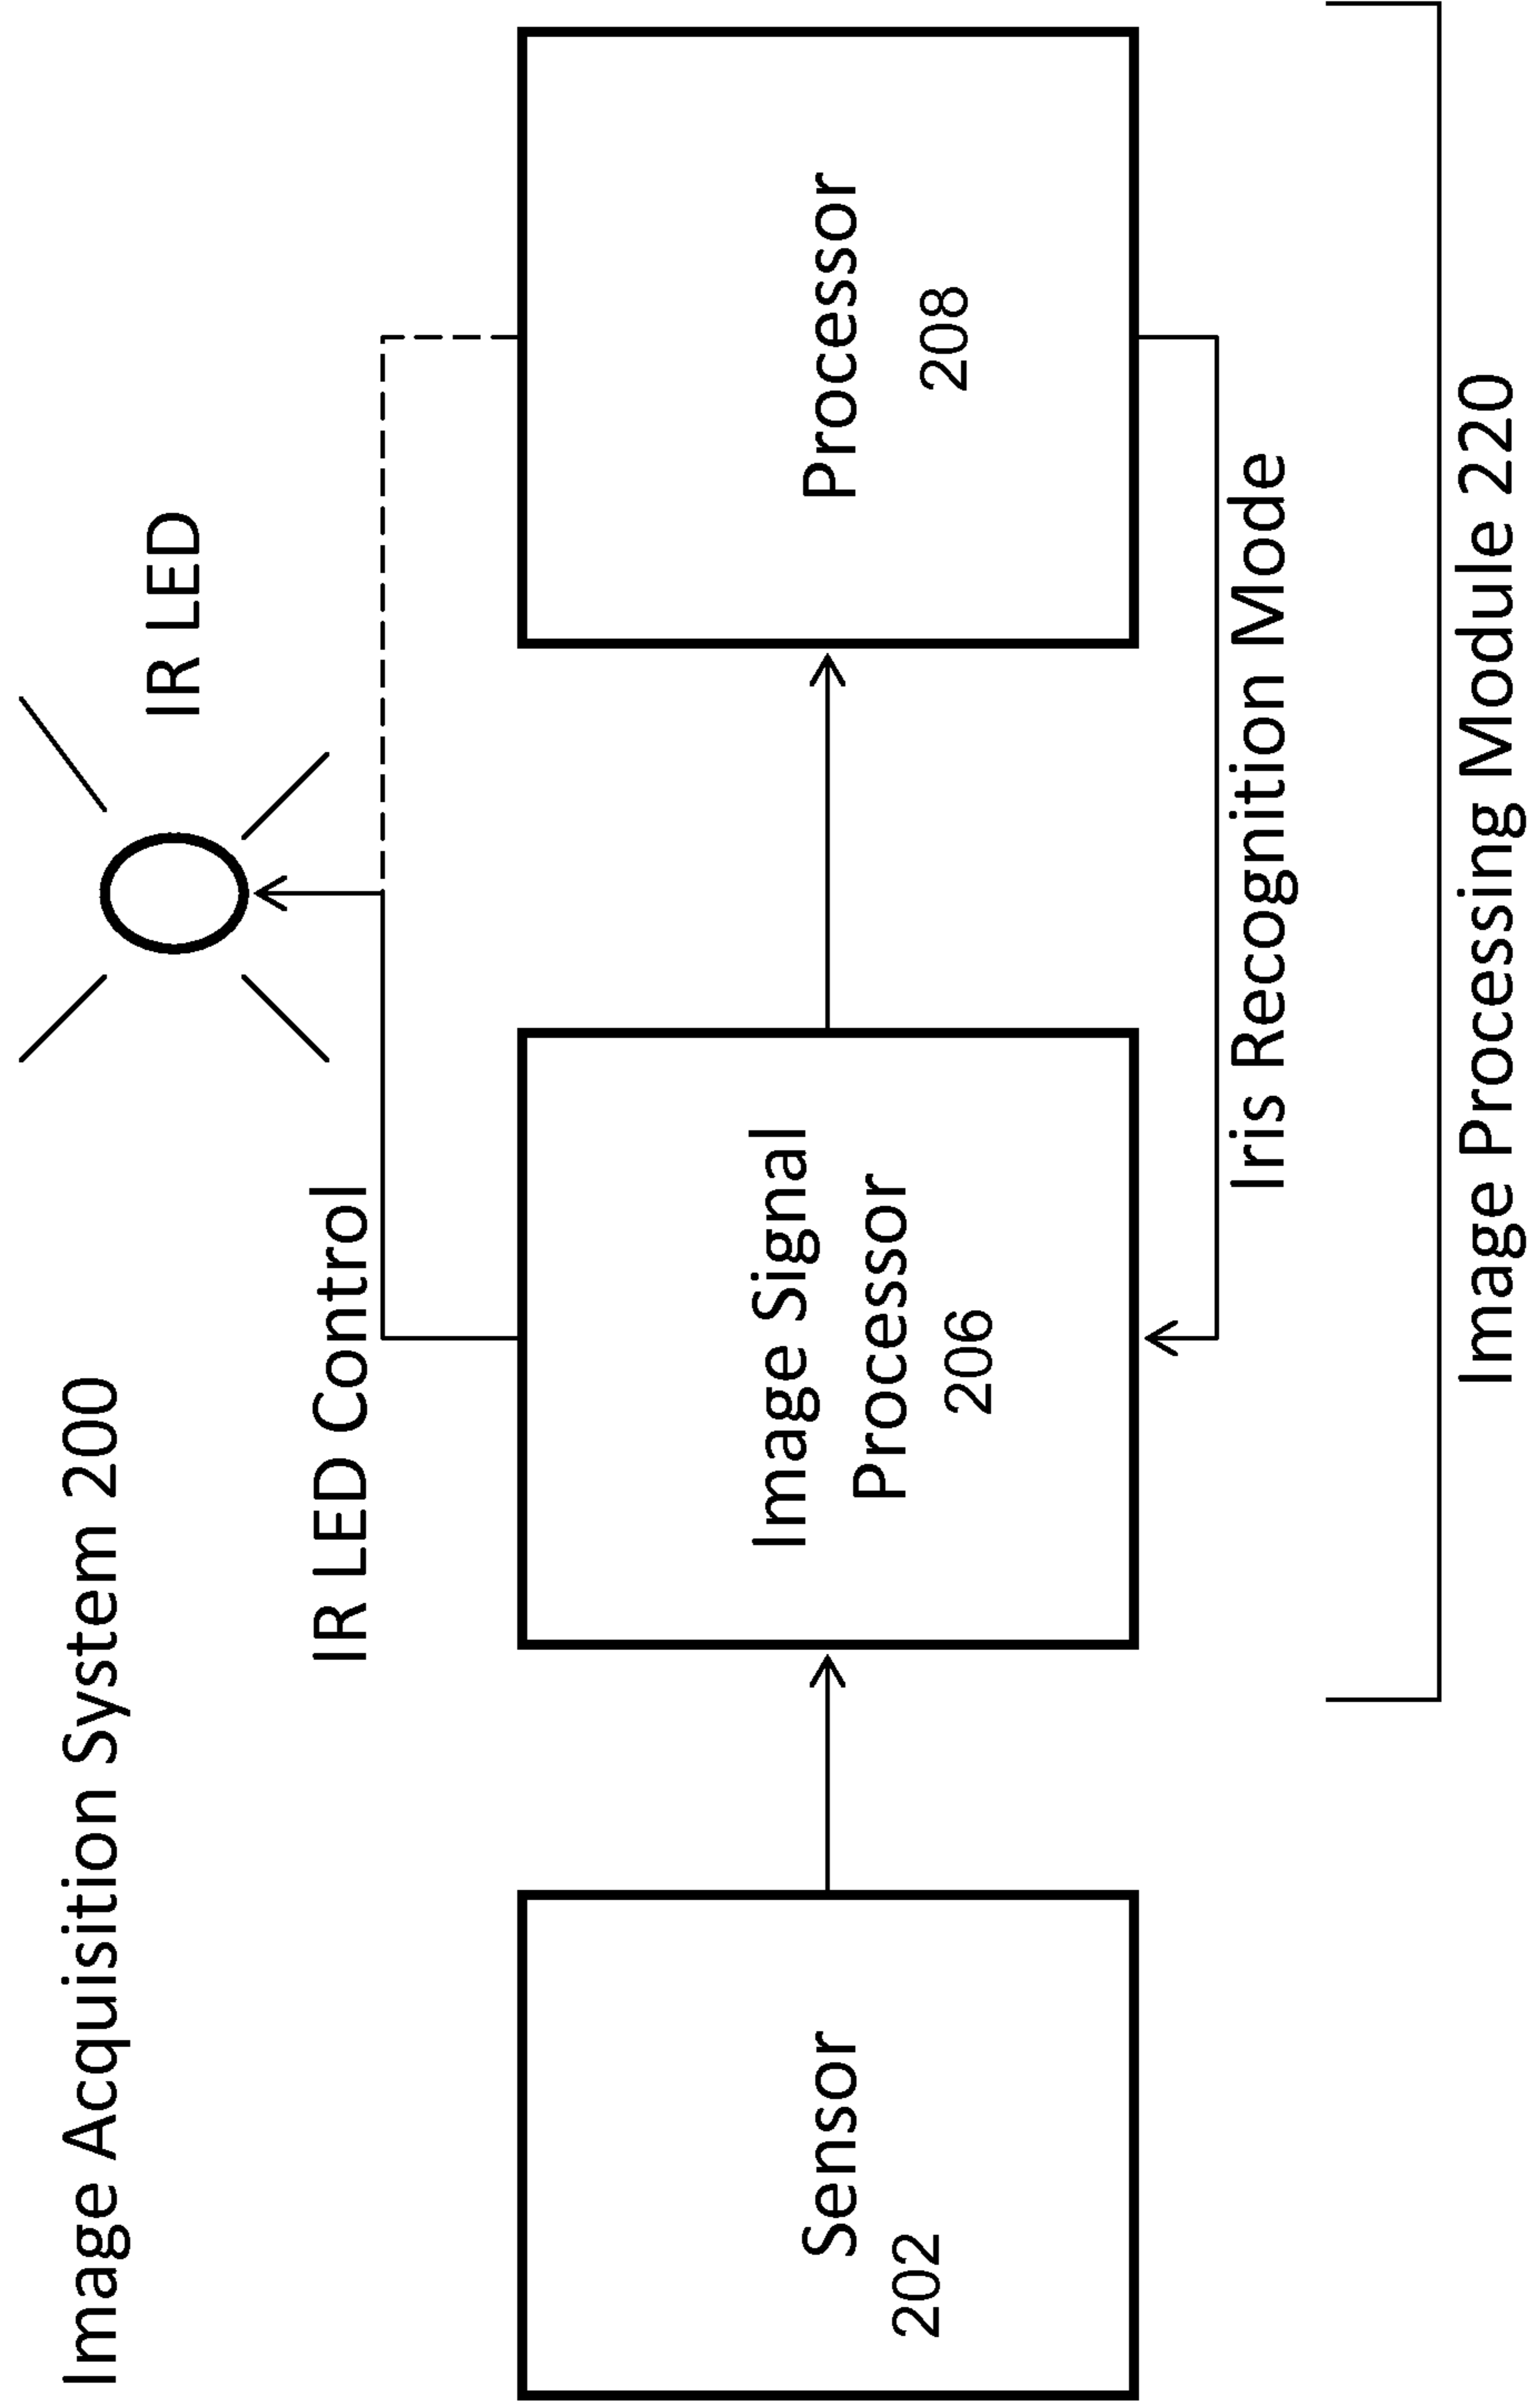 Image Acquisition System 200
IR LED
IR LED Control
Sensor
202
Image Signal
Processor
206
Processor
208
Iris Recognition Mode
Image Processing Module 220